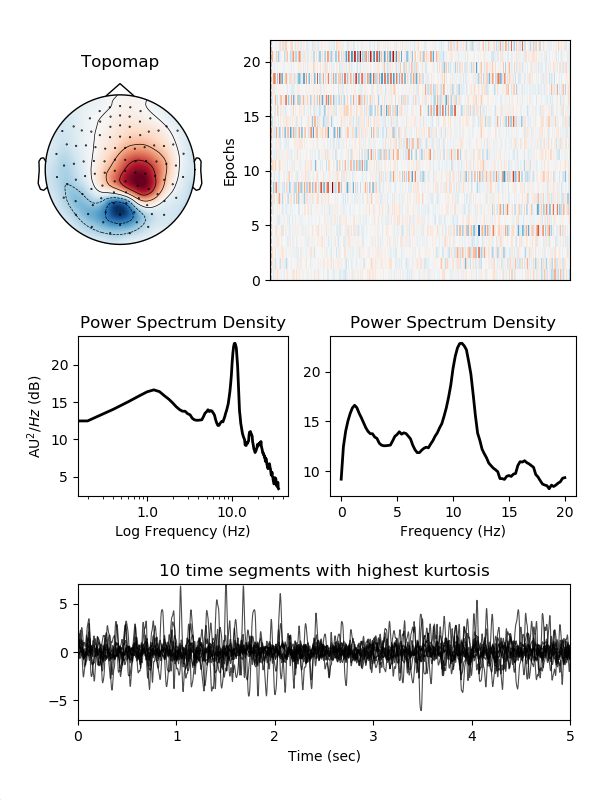 Topomap
Epochs
20
15
10
5
0
Power Spectrum Density
AU²/Hz (dB)
20
15
10
5
1.0 10.0
Log Frequency (Hz)
Power Spectrum Density
20
15
10
0 5 10 15 20
Frequency (Hz)
10 time segments with highest kurtosis
5
0
−5
0 1 2 3 4 5
Time (sec)